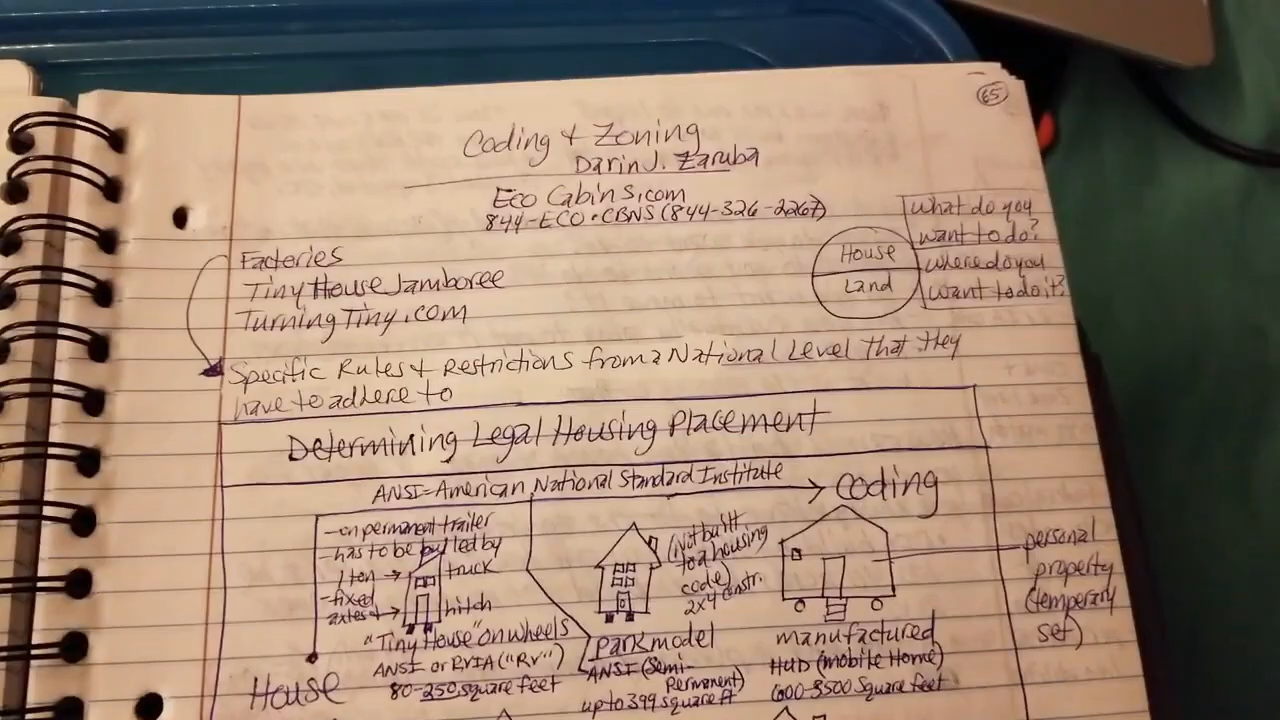 65
Coding & Zoning
Darin J. Zaruba
Eco Cabins.com
844-ECO•CBNS (844-326-2267)
What do you
want to do?
where do you
want to do it?
House
Land
Facteries
Tiny House Jamboree
TurningTiny.com
Specific Rules & Restrictions from a National Level That they
have to adhere to
Determining Legal Housing Placement
ANSI=American National Standard Institute
Coding
-on permanent trailer
-has to be pulled by
1 ton truck
-fixed
axles & hitch
"Tiny House" on wheels
ANSI or RVIA ("RV")
80-250 square feet
House
(Not built
to a housing
code)
2x4 constr.
Park model
ANSI (Semi-
Permanent)
up to 399 square ft
manufactured
HUD (mobile Home)
600-3500 Square feet
personal
property
(temperary
set)